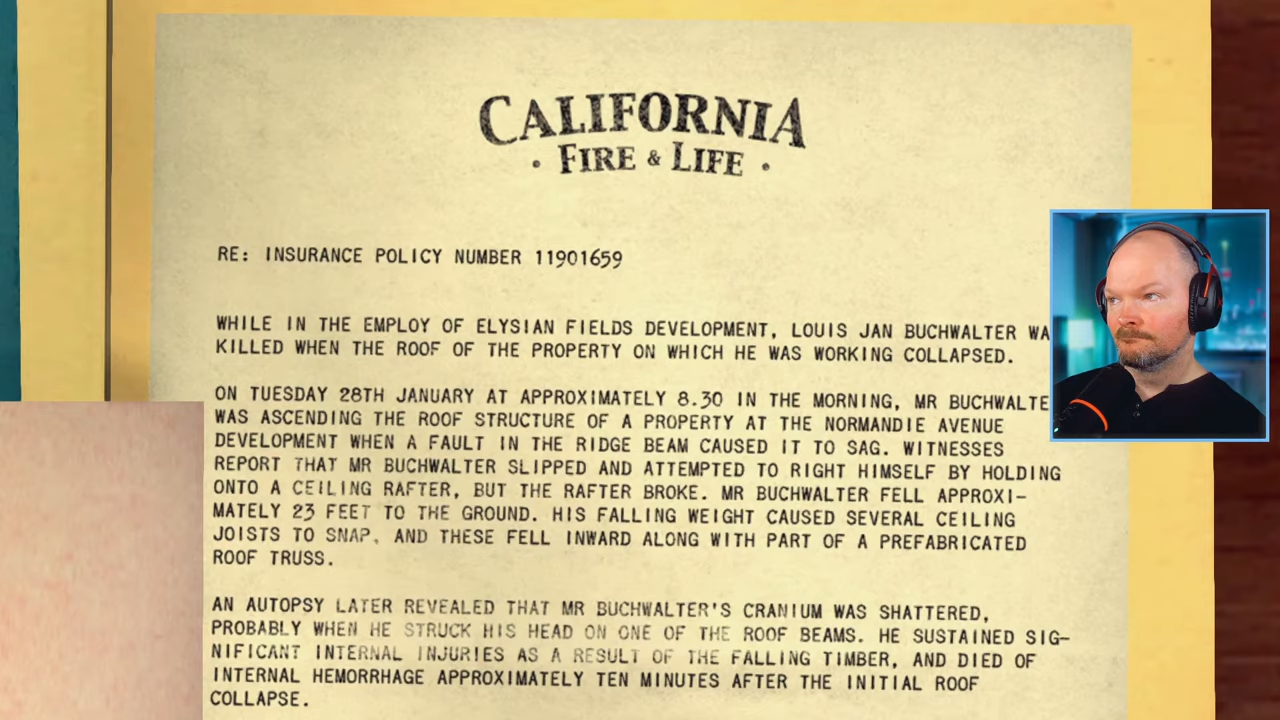 CALIFORNIA
· FIRE & LIFE ·
RE: INSURANCE POLICY NUMBER 11901659
WHILE IN THE EMPLOY OF ELYSIAN FIELDS DEVELOPMENT, LOUIS JAN BUCHWALTER WA
KILLED WHEN THE ROOF OF THE PROPERTY ON WHICH HE WAS WORKING COLLAPSED.
ON TUESDAY 28TH JANUARY AT APPROXIMATELY 8.30 IN THE MORNING, MR BUCHWALTE
WAS ASCENDING THE ROOF STRUCTURE OF A PROPERTY AT THE NORMANDIE AVENUE
DEVELOPMENT WHEN A FAULT IN THE RIDGE BEAM CAUSED IT TO SAG. WITNESSES
REPORT THAT MR BUCHWALTER SLIPPED AND ATTEMPTED TO RIGHT HIMSELF BY HOLDING
ONTO A CEILING RAFTER, BUT THE RAFTER BROKE. MR BUCHWALTER FELL APPROXI-
MATELY 23 FEET TO THE GROUND. HIS FALLING WEIGHT CAUSED SEVERAL CEILING
JOISTS TO SNAP, AND THESE FELL INWARD ALONG WITH PART OF A PREFABRICATED
ROOF TRUSS.
AN AUTOPSY LATER REVEALED THAT MR BUCHWALTER'S CRANIUM WAS SHATTERED,
PROBABLY WHEN HE STRUCK HIS HEAD ON ONE OF THE ROOF BEAMS. HE SUSTAINED SIG-
NIFICANT INTERNAL INJURIES AS A RESULT OF THE FALLING TIMBER, AND DIED OF
INTERNAL HEMORRHAGE APPROXIMATELY TEN MINUTES AFTER THE INITIAL ROOF
COLLAPSE.